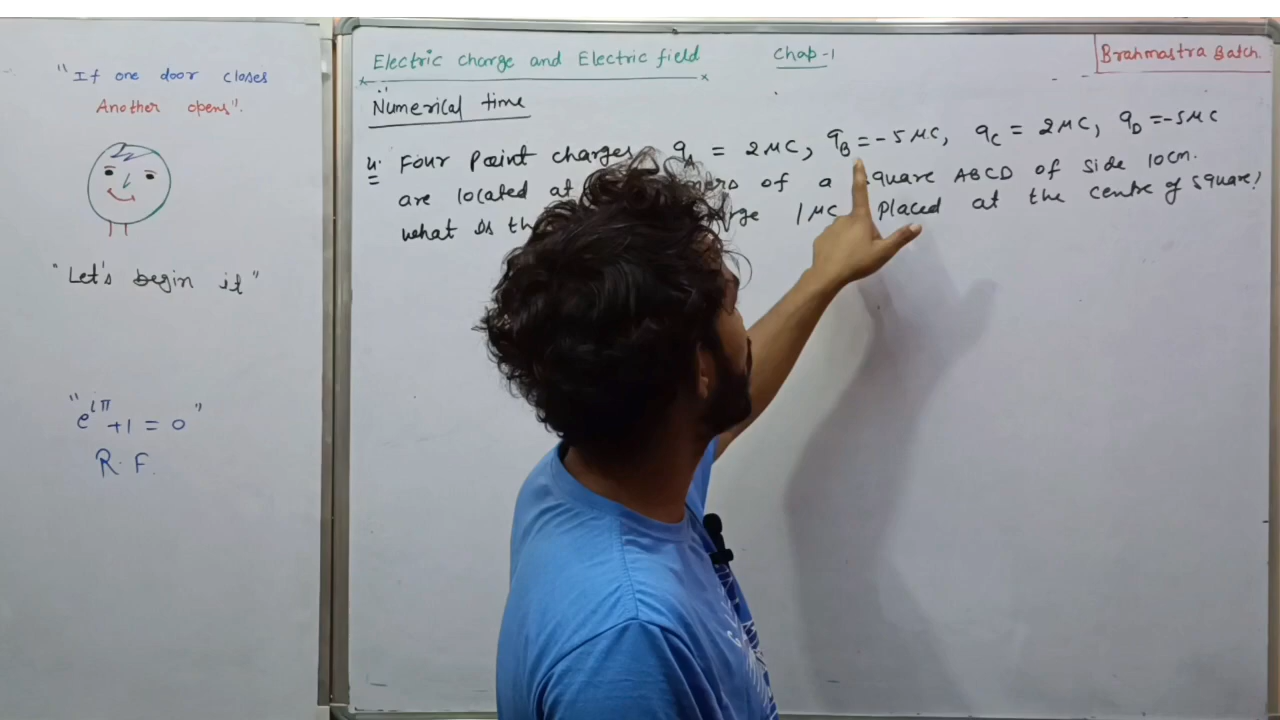 "If one door closes
Another opens".
"Let's begin it"
"e^iπ +1 = 0"
R. F.
Electric charge and Electric field
Chap-1
Brahmastra Batch.
Numerical time
4. Four Point charges q_A = 2μC, q_B = -5μC, q_C = 2μC, q_D = -5μC
are located at of a square ABCD of side 10cm.
what is th 1μC placed at the centre of square?